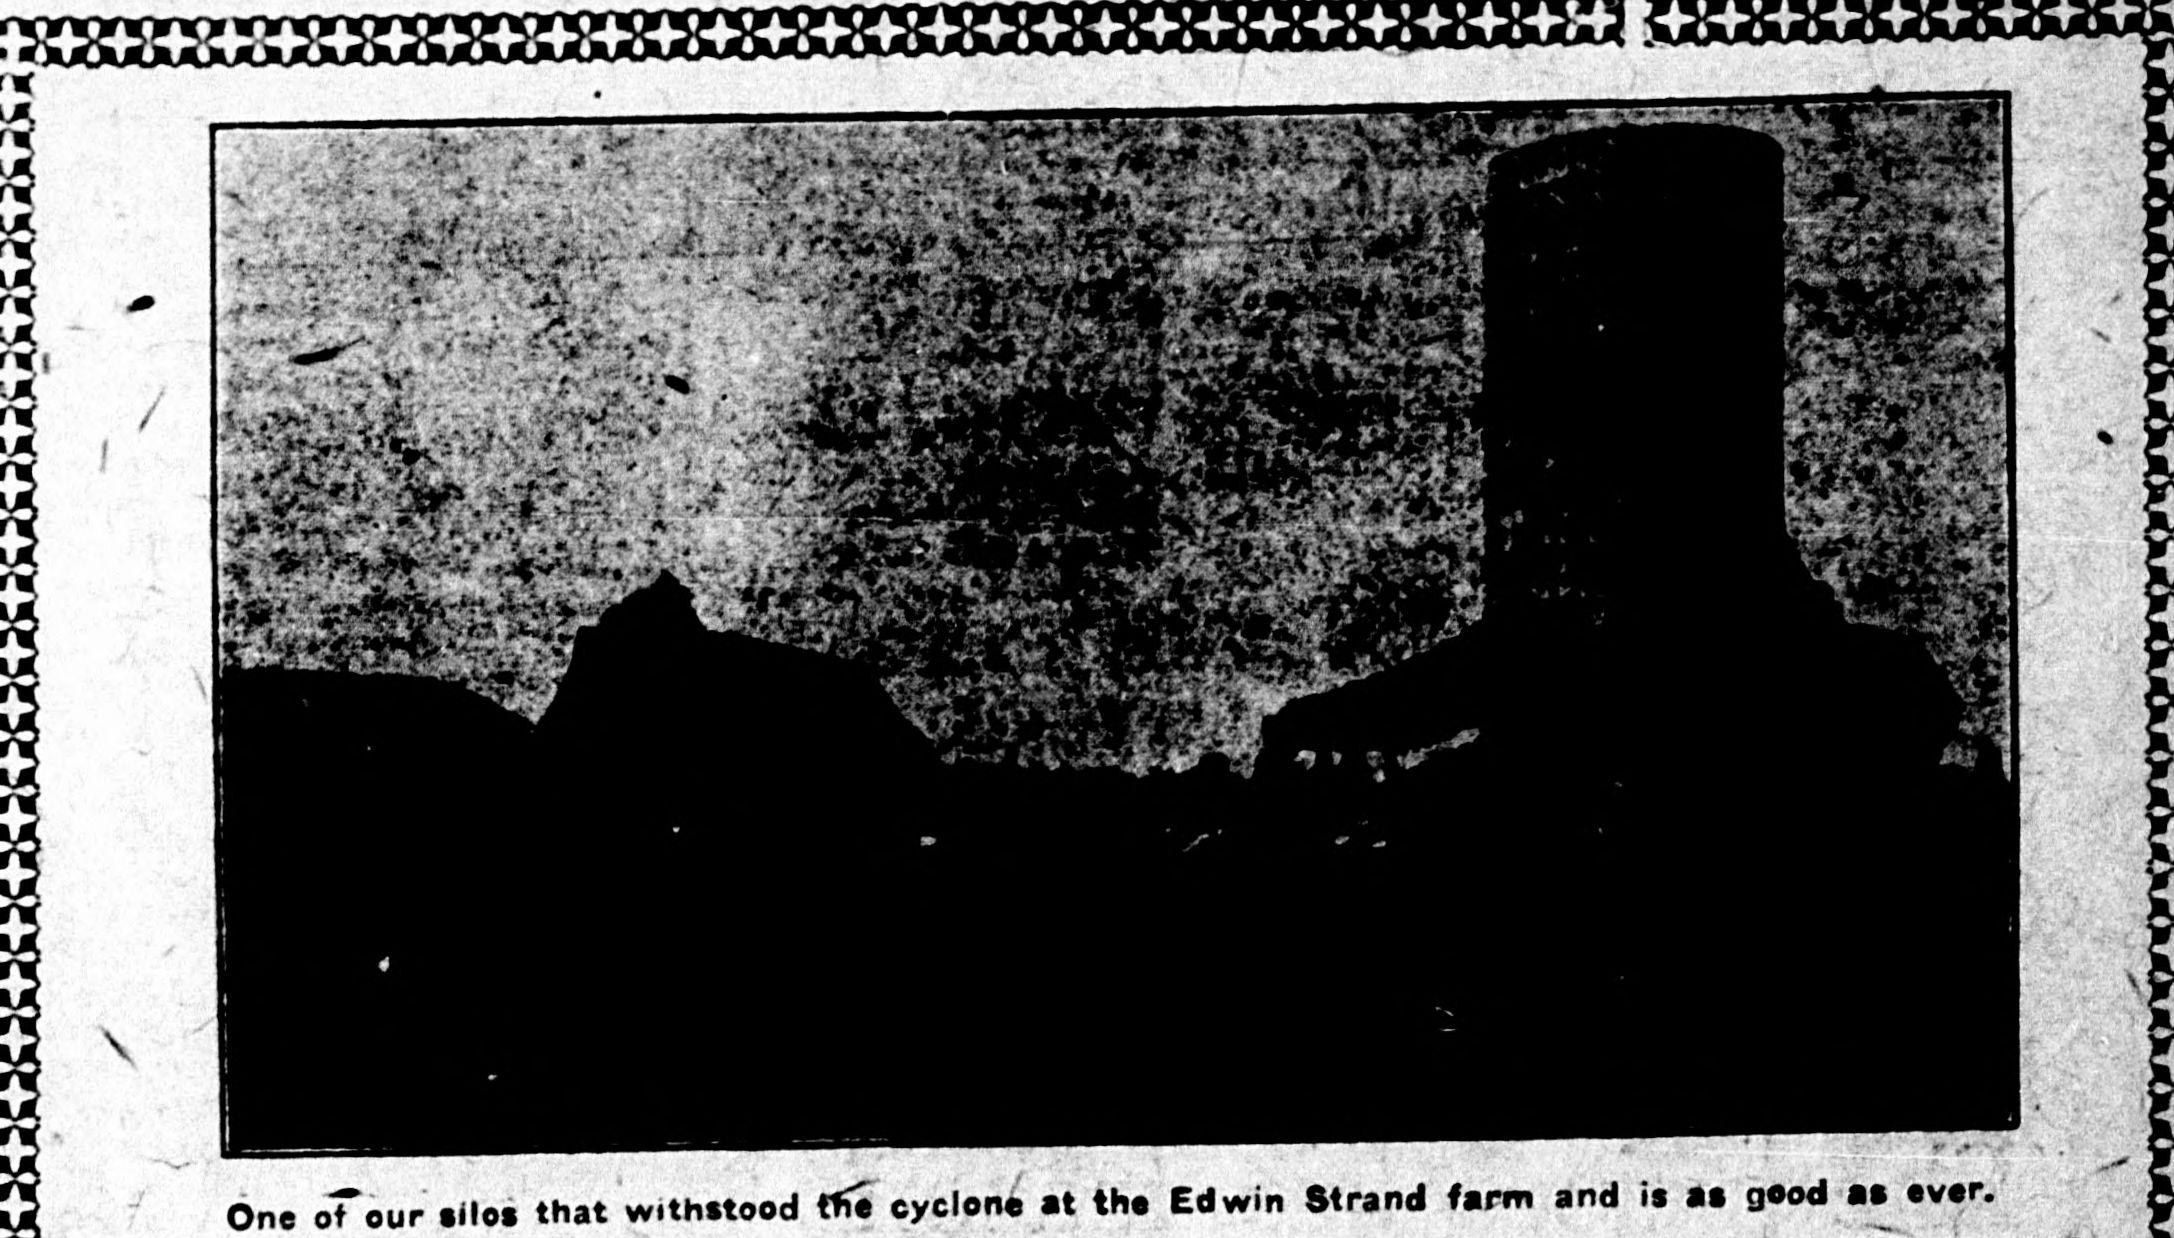 One of our silos that withstood the cyclone at the Edwin Strand farm and is as good as ever.